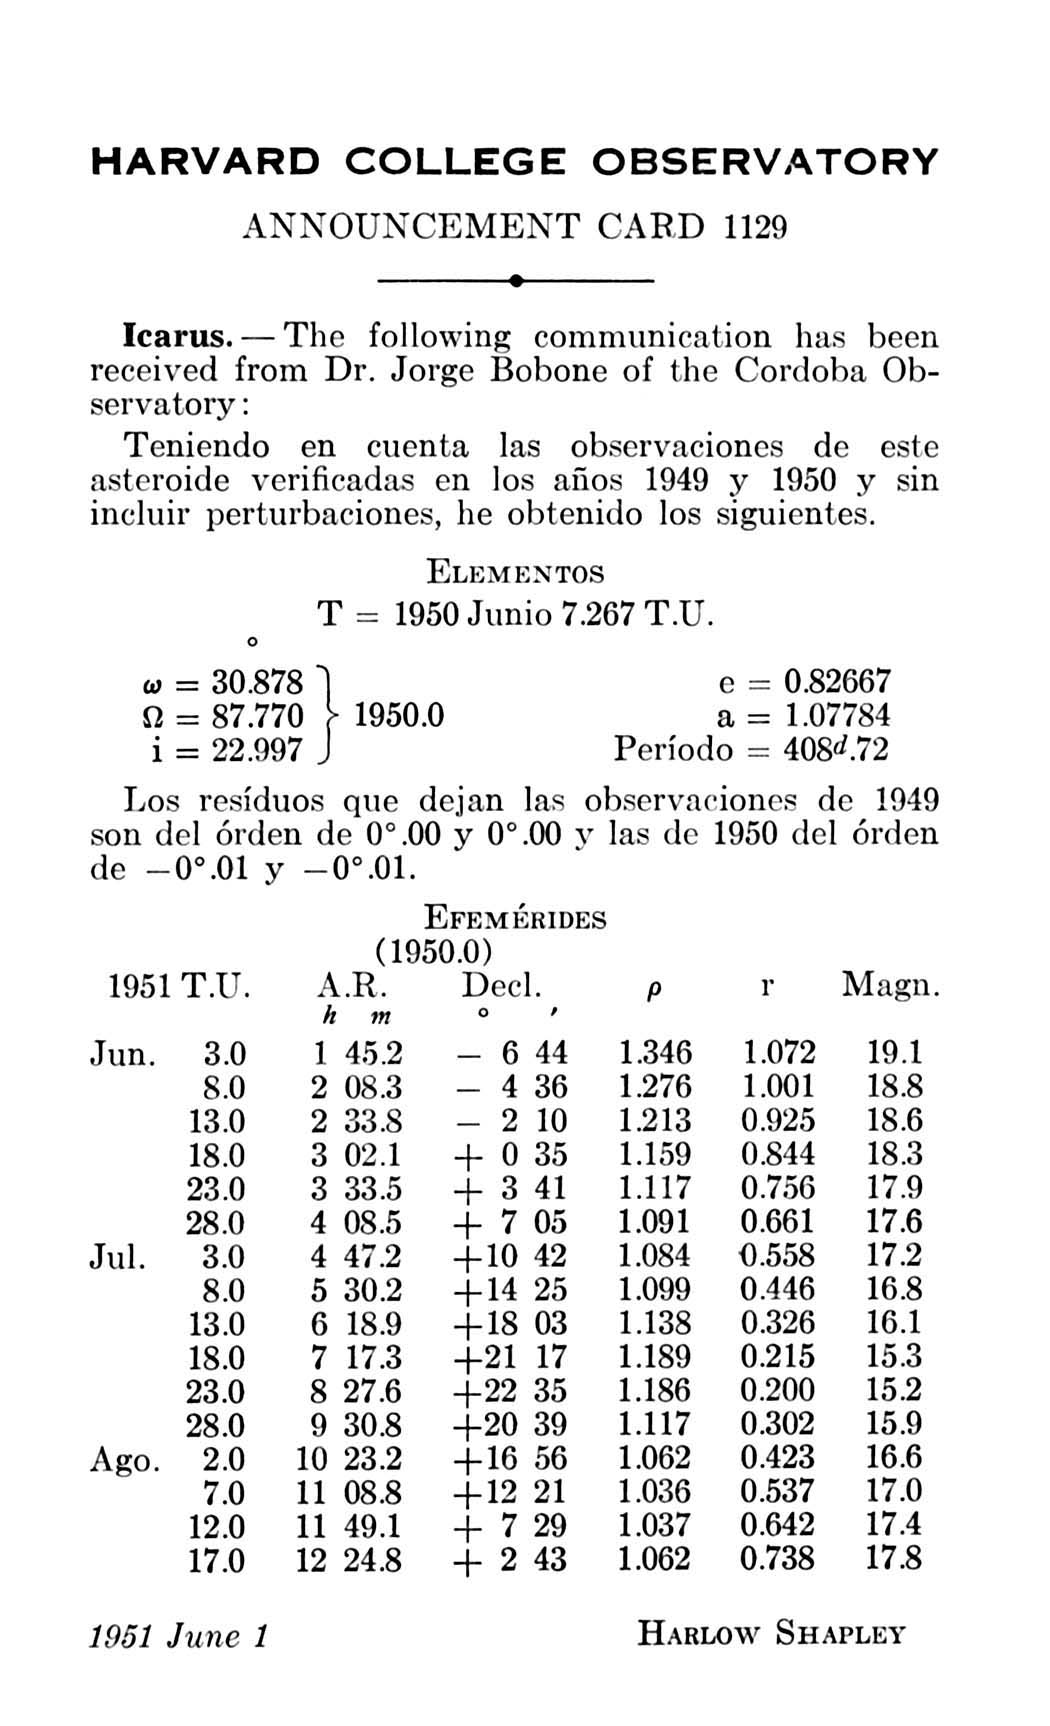 HARVARD COLLEGE OBSERVATORY
ANNOUNCEMENT CARD 1129
Icarus. — The following communication has been
received from Dr. Jorge Bobone of the Cordoba Ob-
servatory:
Teniendo en cuenta las observaciones de este
asteroide verificadas en los años 1949 y 1950 y sin
incluir perturbaciones, he obtenido los siguientes.
ELEMENTOS
T = 1950 Junio 7.267 T.U.
°
ω = 30.878 e = 0.82667
Ω = 87.770 } 1950.0 a = 1.07784
i = 22.997 Período = 408d.72
Los resíduos que dejan las observaciones de 1949
son del órden de 0°.00 y 0°.00 y las de 1950 del órden
de —0°.01 y —0°.01.
EFEMÉRIDES
(1950.0)
1951 T.U. A.R. Decl. ρ r Magn.
h m ° ′
Jun. 3.0 1 45.2 — 6 44 1.346 1.072 19.1
8.0 2 08.3 — 4 36 1.276 1.001 18.8
13.0 2 33.8 — 2 10 1.213 0.925 18.6
18.0 3 02.1 + 0 35 1.159 0.844 18.3
23.0 3 33.5 + 3 41 1.117 0.756 17.9
28.0 4 08.5 + 7 05 1.091 0.661 17.6
Jul. 3.0 4 47.2 +10 42 1.084 0.558 17.2
8.0 5 30.2 +14 25 1.099 0.446 16.8
13.0 6 18.9 +18 03 1.138 0.326 16.1
18.0 7 17.3 +21 17 1.189 0.215 15.3
23.0 8 27.6 +22 35 1.186 0.200 15.2
28.0 9 30.8 +20 39 1.117 0.302 15.9
Ago. 2.0 10 23.2 +16 56 1.062 0.423 16.6
7.0 11 08.8 +12 21 1.036 0.537 17.0
12.0 11 49.1 + 7 29 1.037 0.642 17.4
17.0 12 24.8 + 2 43 1.062 0.738 17.8
1951 June 1 HARLOW SHAPLEY